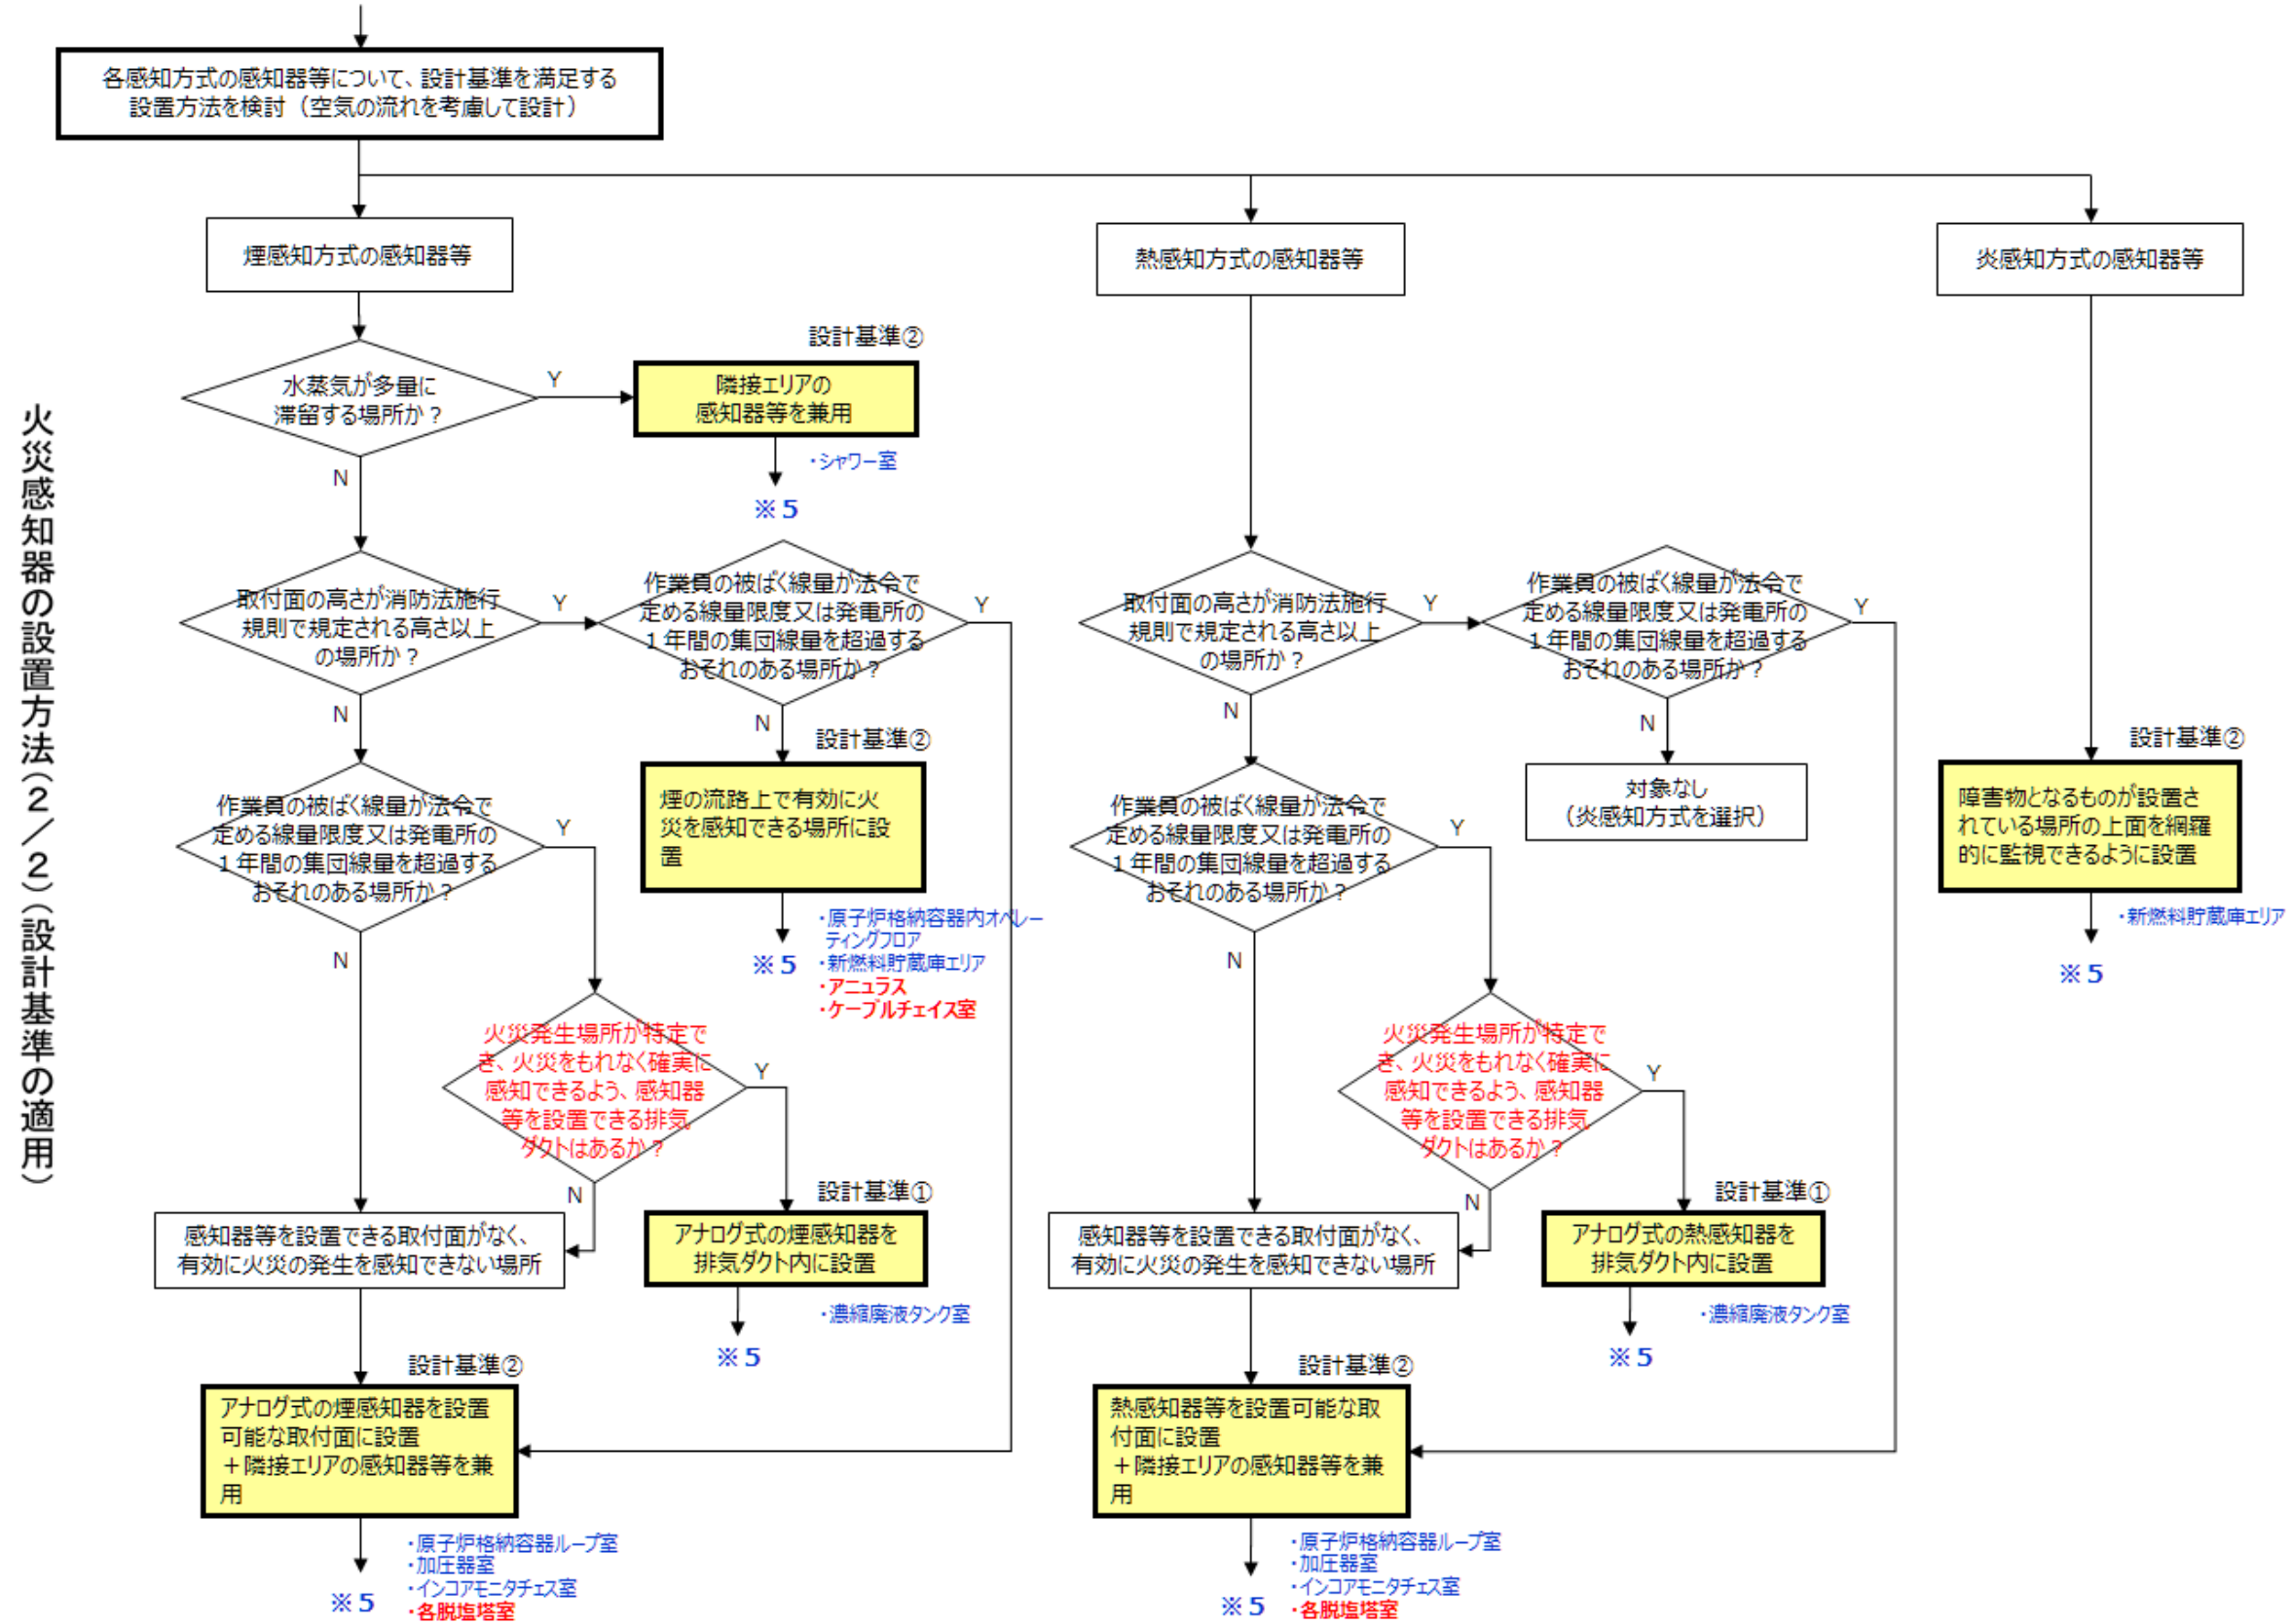 火災感知器の設置方法（２／２）（設計基準の適用）
各感知方式の感知器等について、設計基準を満足する
設置方法を検討（空気の流れを考慮して設計）
煙感知方式の感知器等
水蒸気が多量に
滞留する場所か？
Y
N
設計基準②
隣接エリアの
感知器等を兼用
・シャワー室
※５
取付面の高さが消防法施行
規則で規定される高さ以上
の場所か？
Y
N
作業員の被ばく線量が法令で
定める線量限度又は発電所の
１年間の集団線量を超過する
おそれのある場所か？
Y
N
設計基準②
煙の流路上で有効に火
災を感知できる場所に設
置
・原子炉格納容器内オペレー
ティングフロア
・新燃料貯蔵庫エリア
・アニュラス
・ケーブルチェイス室
※５
作業員の被ばく線量が法令で
定める線量限度又は発電所の
１年間の集団線量を超過する
おそれのある場所か？
Y
N
火災発生場所が特定で
き、火災をもれなく確実に
感知できるよう、感知器
等を設置できる排気
ダクトはあるか？
Y
N
設計基準①
アナログ式の煙感知器を
排気ダクト内に設置
・濃縮廃液タンク室
※５
感知器等を設置できる取付面がなく、
有効に火災の発生を感知できない場所
設計基準②
アナログ式の煙感知器を設置
可能な取付面に設置
＋隣接エリアの感知器等を兼
用
・原子炉格納容器ループ室
・加圧器室
・インコアモニタチェス室
・各脱塩塔室
※５
熱感知方式の感知器等
取付面の高さが消防法施行
規則で規定される高さ以上
の場所か？
Y
N
作業員の被ばく線量が法令で
定める線量限度又は発電所の
１年間の集団線量を超過する
おそれのある場所か？
Y
N
対象なし
（炎感知方式を選択）
作業員の被ばく線量が法令で
定める線量限度又は発電所の
１年間の集団線量を超過する
おそれのある場所か？
Y
N
火災発生場所が特定で
き、火災をもれなく確実に
感知できるよう、感知器
等を設置できる排気
ダクトはあるか？
Y
N
設計基準①
アナログ式の熱感知器を
排気ダクト内に設置
・濃縮廃液タンク室
※５
感知器等を設置できる取付面がなく、
有効に火災の発生を感知できない場所
設計基準②
熱感知器等を設置可能な取
付面に設置
＋隣接エリアの感知器等を兼
用
・原子炉格納容器ループ室
・加圧器室
・インコアモニタチェス室
・各脱塩塔室
※５
炎感知方式の感知器等
設計基準②
障害物となるものが設置さ
れている場所の上面を網羅
的に監視できるように設置
・新燃料貯蔵庫エリア
※５